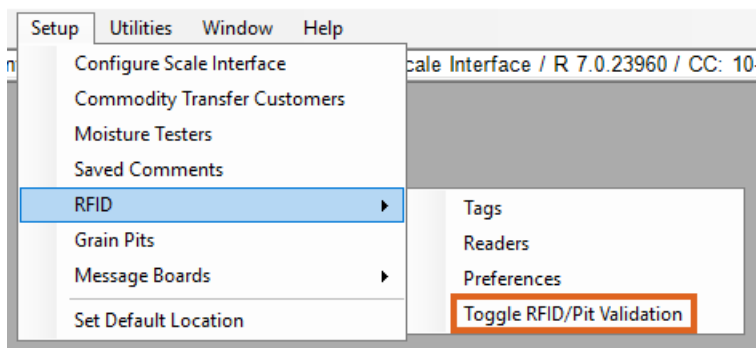 Setup Utilities Window Help
Configure Scale Interface
cale Interface / R 7.0.23960 / CC: 10
Commodity Transfer Customers
Moisture Testers
Saved Comments
RFID
Tags
Grain Pits
Readers
Message Boards
Preferences
Toggle RFID/Pit Validation
Set Default Location